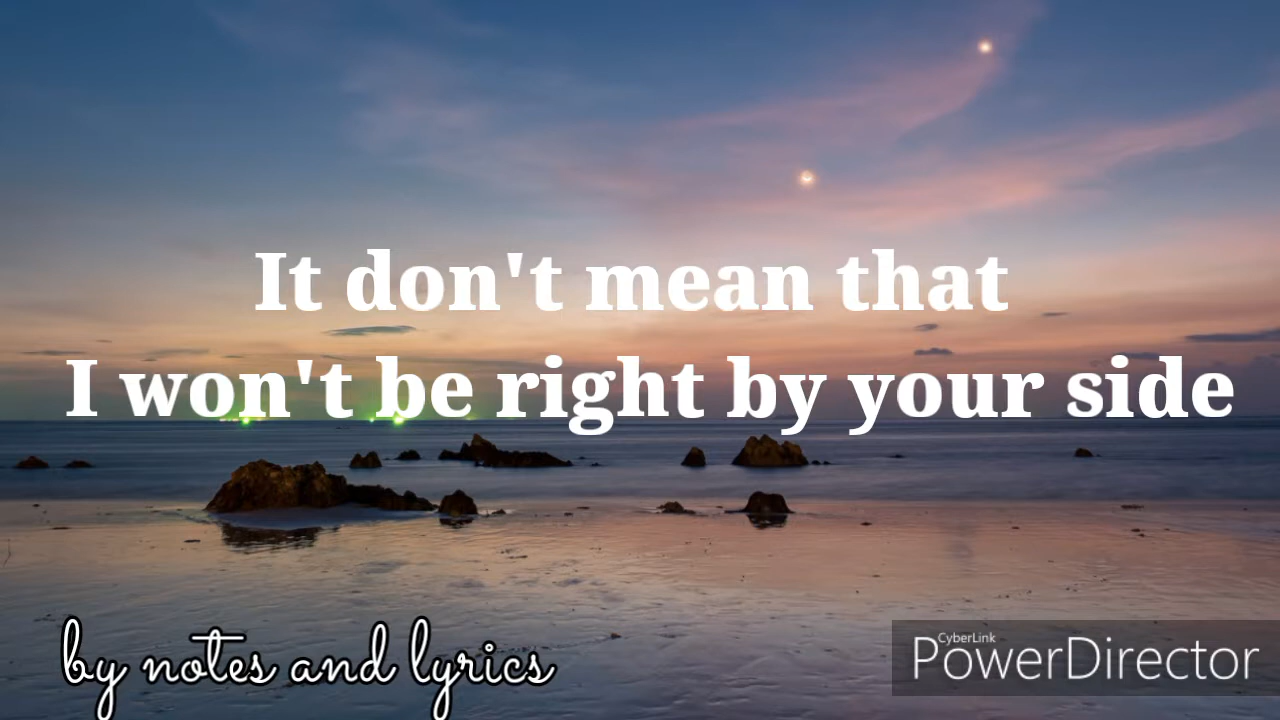 It don't mean that
I won't be right by your side
by notes and lyrics
CyberLink
PowerDirector